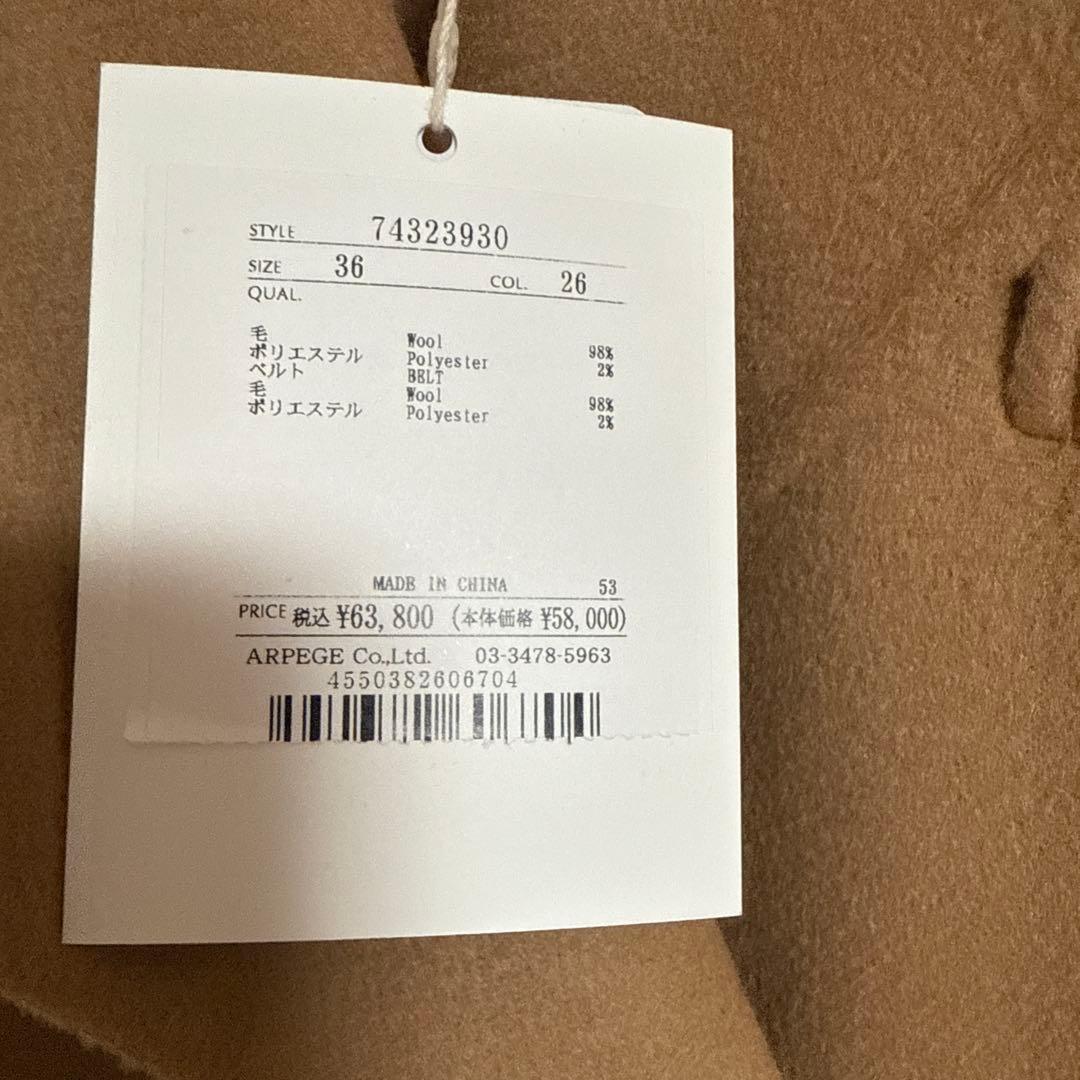 STYLE 74323930
SIZE 36 COL. 26
QUAL.
毛 Wool 98%
ポリエステル Polyester 2%
ベルト BELT
毛 Wool 98%
ポリエステル Polyester 2%
MADE IN CHINA 53
PRICE 税込 ¥63,800 (本体価格 ¥58,000)
ARPEGE Co.,Ltd. 03-3478-5963
4550382606704